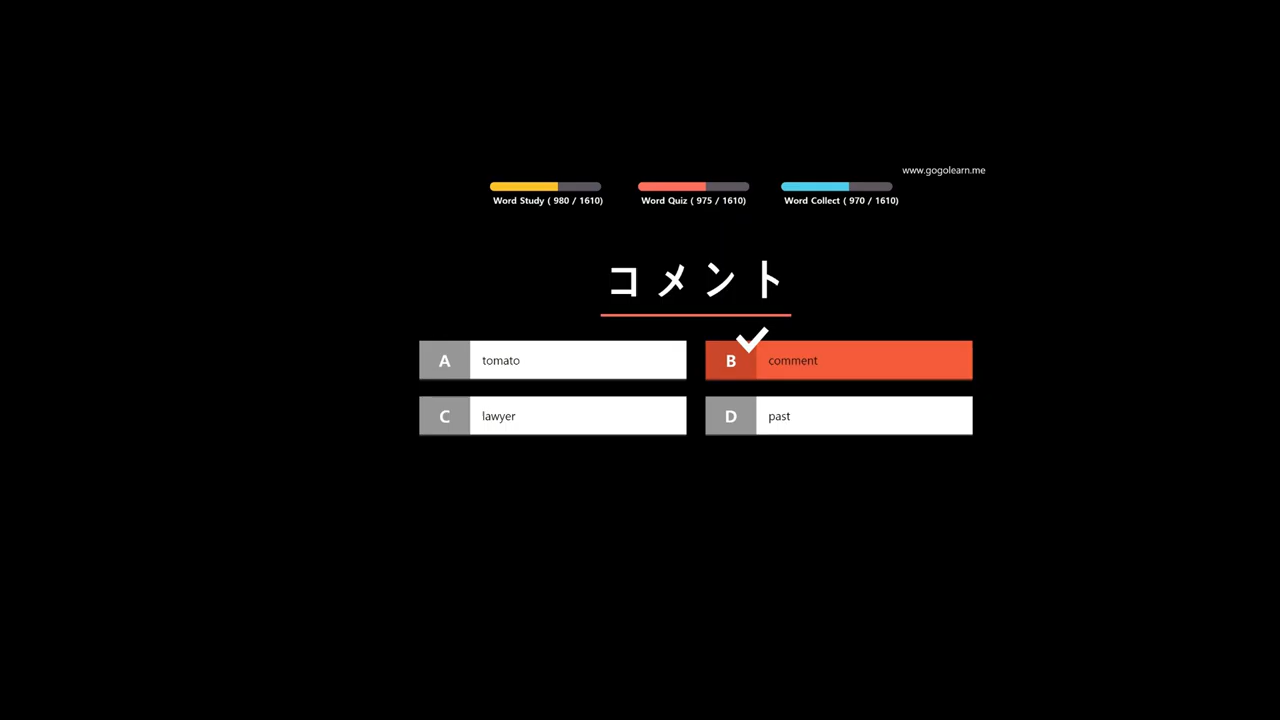 www.gogolearn.me
Word Study ( 980 / 1610)
Word Quiz ( 975 / 1610)
Word Collect ( 970 / 1610)
コメント
A tomato
B comment
C lawyer
D past